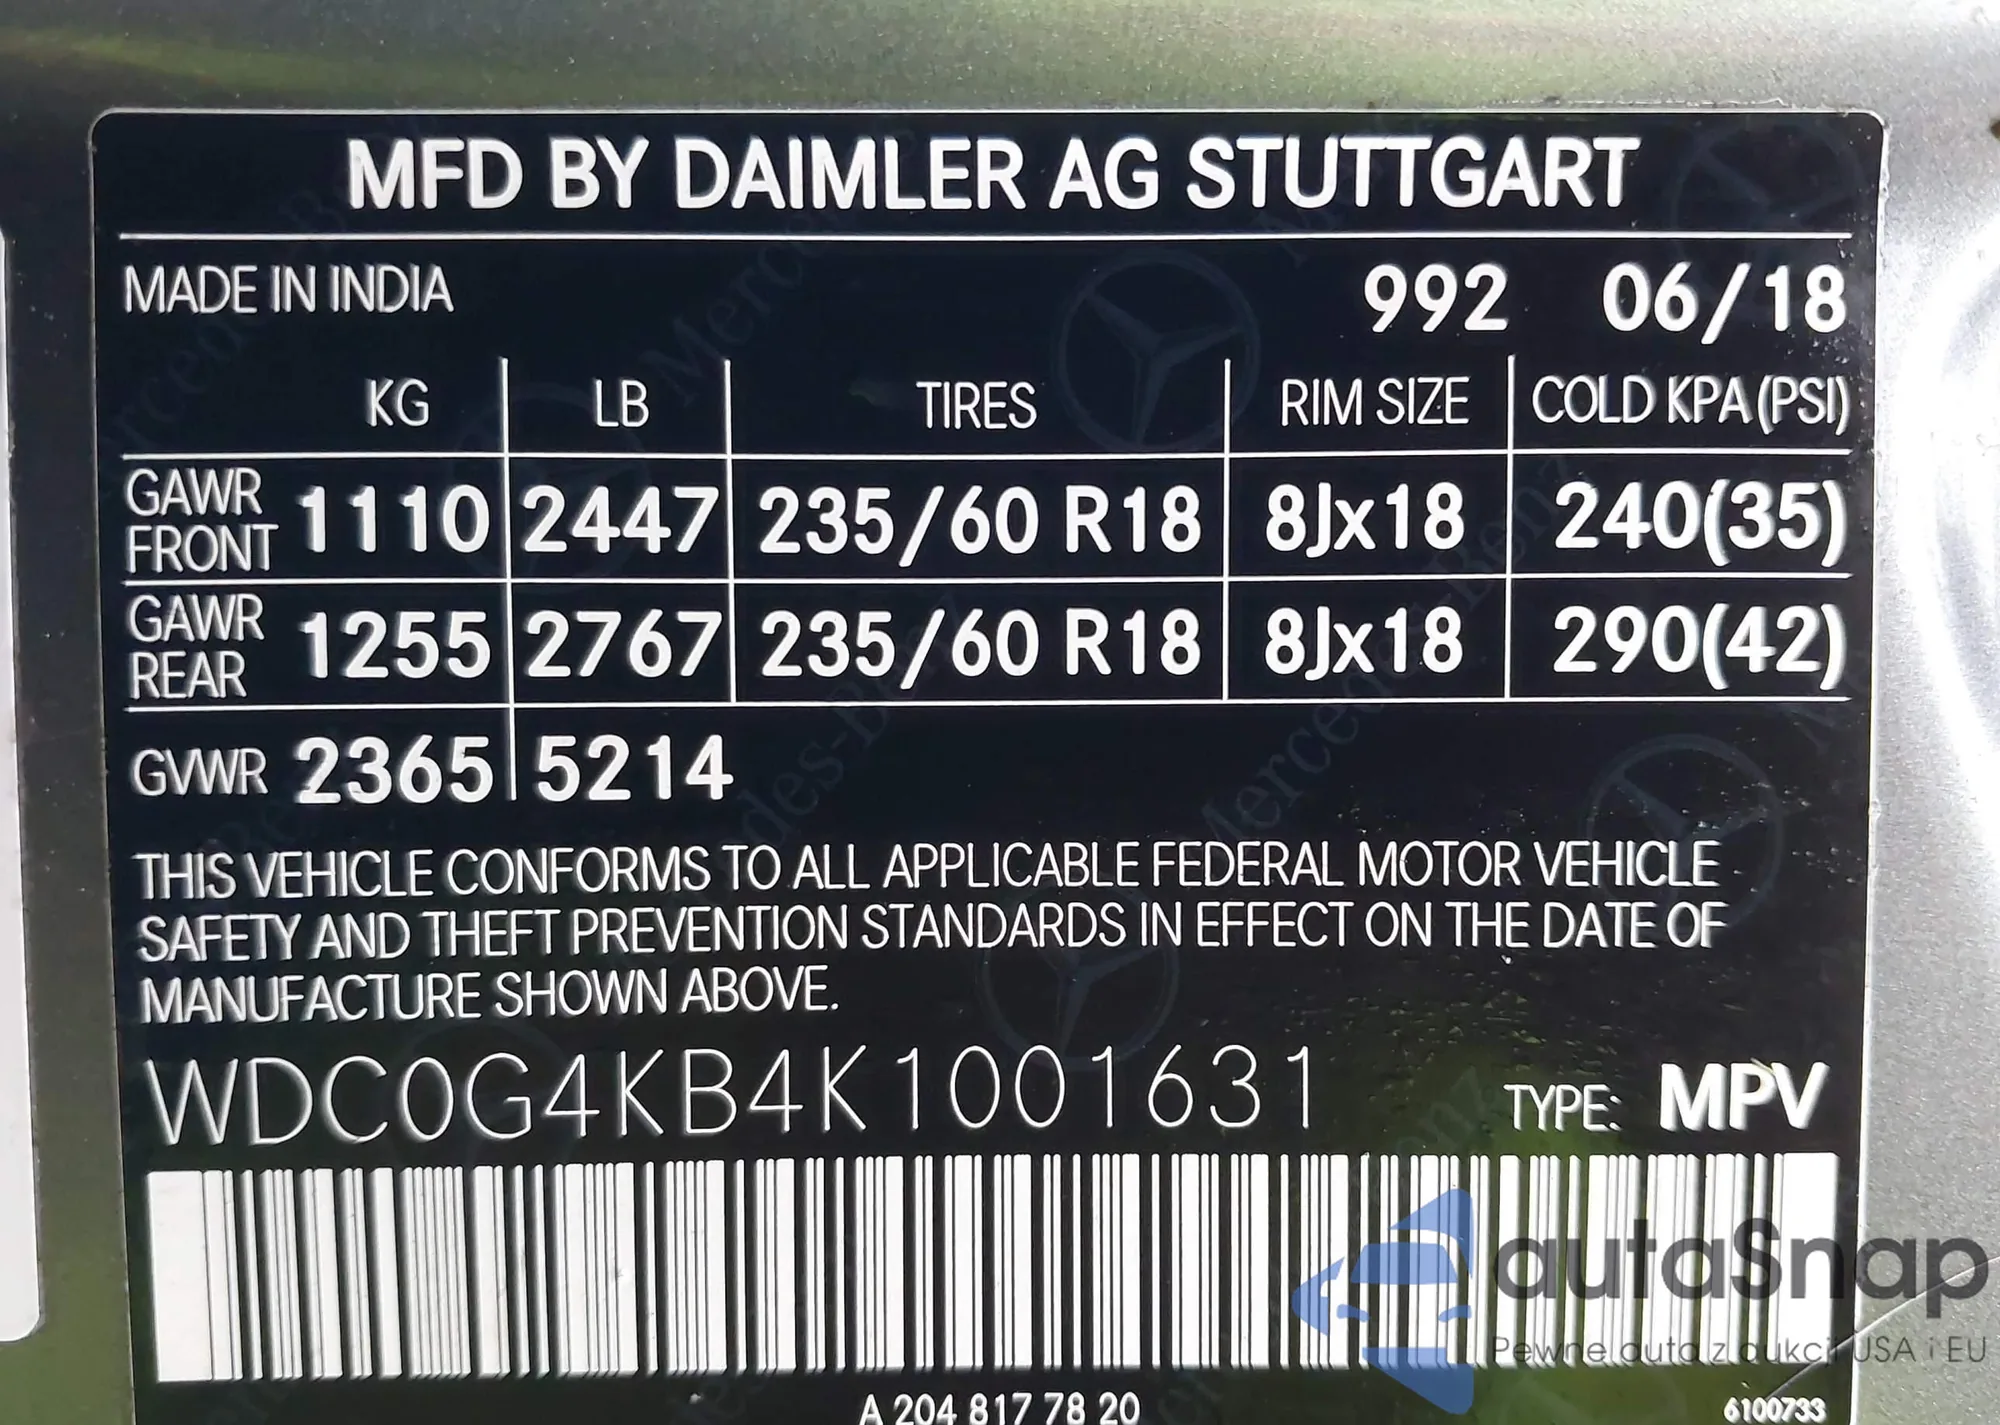 MFD BY DAIMLER AG STUTTGART
MADE IN INDIA 992 06/18
KG LB TIRES RIM SIZE COLD KPA (PSI)
GAWR FRONT 1110 2447 235/60 R18 8Jx18 240(35)
GAWR REAR 1255 2767 235/60 R18 8Jx18 290(42)
GVWR 2365 5214
THIS VEHICLE CONFORMS TO ALL APPLICABLE FEDERAL MOTOR VEHICLE
SAFETY AND THEFT PREVENTION STANDARDS IN EFFECT ON THE DATE OF
MANUFACTURE SHOWN ABOVE.
WDC0G4KB4K1001631 TYPE: MPV
autaSnap
Pewne auta z aukcji USA i EU
A 204 817 78 20 6100733